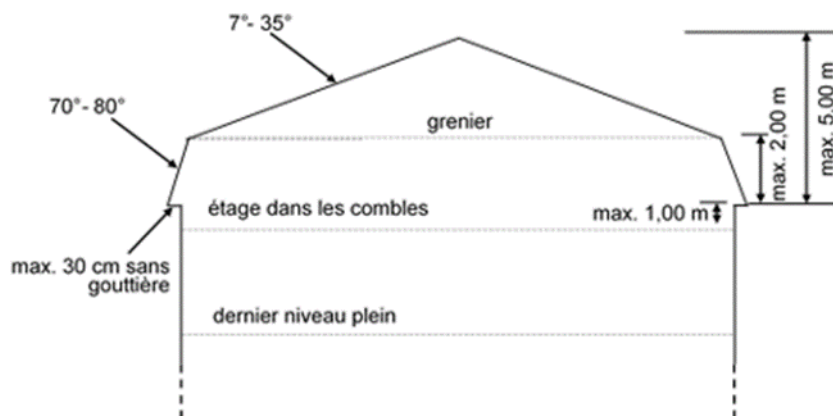 7°- 35°
70°- 80°
grenier
max. 2,00 m
max. 5,00 m
étage dans les combles
max. 1,00 m
max. 30 cm sans
gouttière
dernier niveau plein